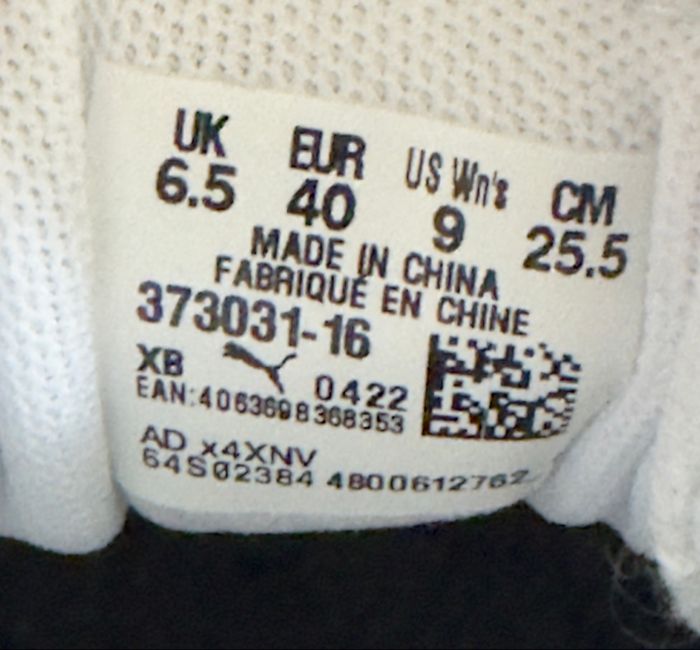 UK EUR US Wn's CM
6.5 40 9 25.5
MADE IN CHINA
FABRIQUÉ EN CHINE
373031-16
XB 0422
EAN:4063698368353
AD x4XNV
64S02384 4800612762